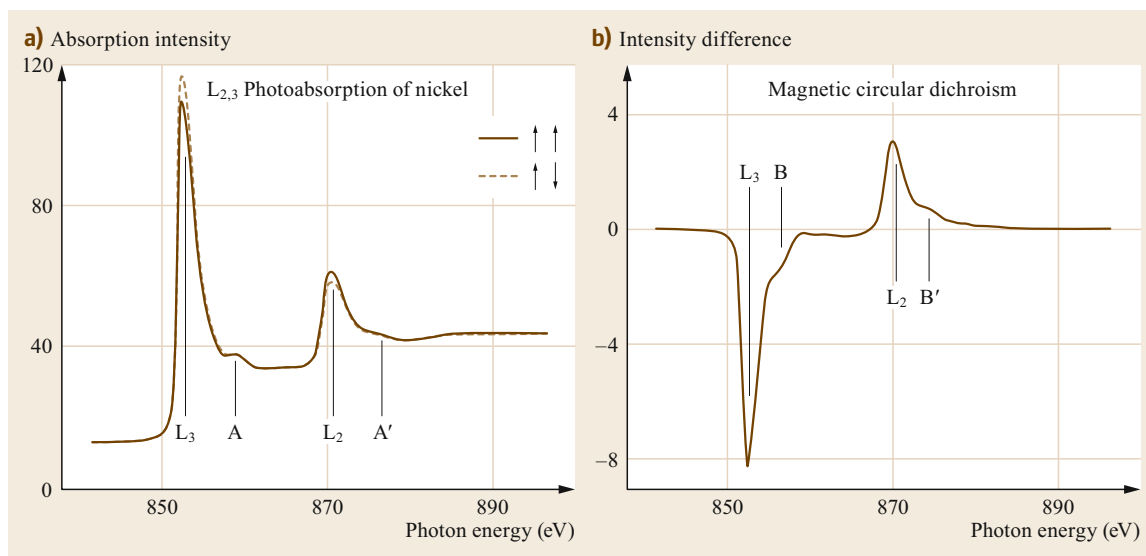 a) Absorption intensity
120
L2,3 Photoabsorption of nickel
↑ ↑
↑ ↓
80
40
L3 A L2 A′
0
850 870 890
Photon energy (eV)
b) Intensity difference
Magnetic circular dichroism
4
L3 B
0
L2 B′
−4
−8
850 870 890
Photon energy (eV)